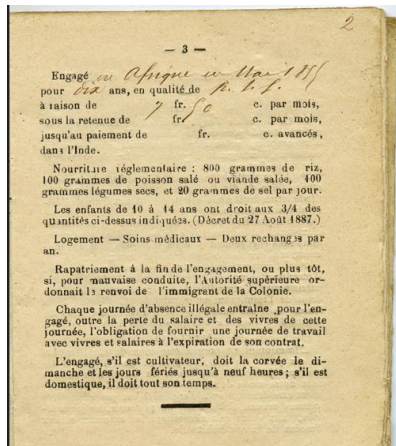 2
— 3 —
Engagé en Afrique en Mai 1855
pour dix ans, en qualité de
à raison de 7 fr. 50 c. par mois,
sous la retenue de fr. c. par mois,
jusqu'au paiement de fr. c. avancés,
dans l'Inde.
Nourriture réglementaire : 800 grammes de riz,
100 grammes de poisson salé ou viande salée, 400
grammes légumes secs, et 20 grammes de sel par jour.
Les enfants de 10 à 14 ans ont droit aux 3/4 des
quantités ci-dessus indiquées. (Décret du 27 Août 1887.)
Logement — Soins médicaux — Deux rechanges par
an.
Rapatriement à la fin de l'engagement, ou plus tôt,
si, pour mauvaise conduite, l'Autorité supérieure or-
donnait le renvoi de l'immigrant de la Colonie.
Chaque journée d'absence illégale entraîne pour l'en-
gagé, outre la perte du salaire et des vivres de cette
journée, l'obligation de fournir une journée de travail
avec vivres et salaires à l'expiration de son contrat.
L'engagé, s'il est cultivateur, doit la corvée le di-
manche et les jours fériés jusqu'à neuf heures ; s'il est
domestique, il doit tout son temps.